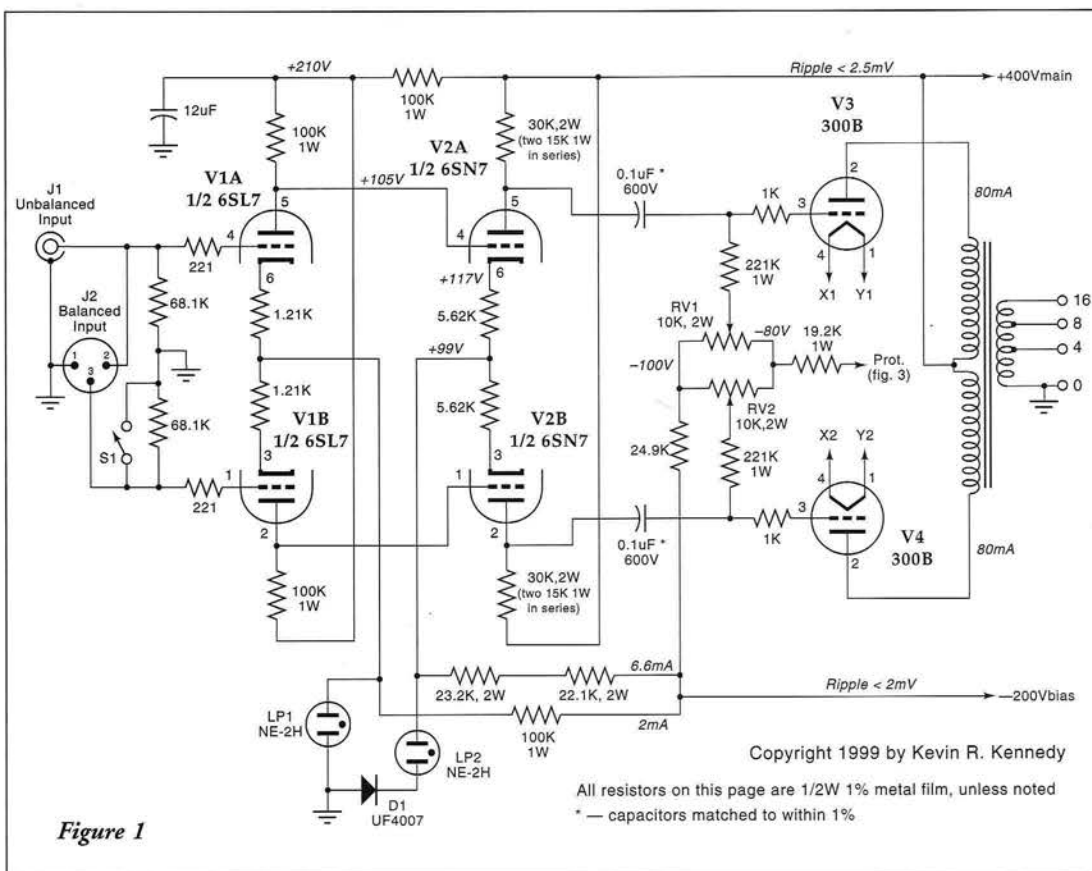 +210V
Ripple < 2.5mV
+400Vmain
12uF
100K
1W
100K
1W
30K,2W
(two 15K 1W
in series)
V3
300B
V1A
1/2 6SL7
V2A
1/2 6SN7
+105V
0.1uF *
600V
1K
2
3
4
1
80mA
X1
Y1
J1
Unbalanced
Input
4
5
6
221
4
5
6
+117V
221K
1W
J2
Balanced
Input
1
2
3
68.1K
1.21K
5.62K
RV1
10K, 2W
–80V
19.2K
1W
Prot.
(fig. 3)
16
8
4
0
+99V
–100V
1.21K
5.62K
RV2
10K,2W
68.1K
S1
V1B
1/2 6SL7
V2B
1/2 6SN7
24.9K
221K
1W
X2
Y2
3
1
2
221
3
1
2
4
1
3
2
1K
V4
300B
80mA
0.1uF *
600V
100K
1W
30K,2W
(two 15K 1W
in series)
6.6mA
23.2K, 2W
22.1K, 2W
Ripple < 2mV
–200Vbias
100K
1W
2mA
LP1
NE-2H
LP2
NE-2H
D1
UF4007
Copyright 1999 by Kevin R. Kennedy
All resistors on this page are 1/2W 1% metal film, unless noted
* — capacitors matched to within 1%
Figure 1